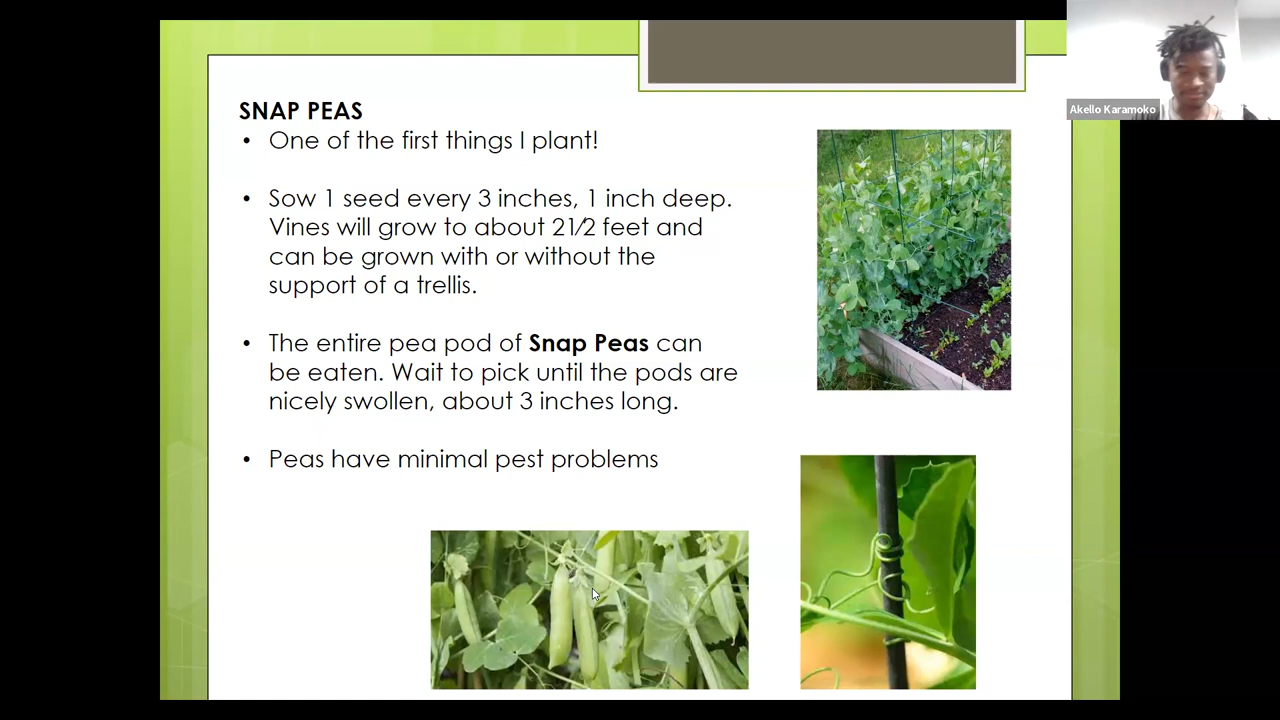 SNAP PEAS
• One of the first things I plant!
• Sow 1 seed every 3 inches, 1 inch deep.
Vines will grow to about 21⁄2 feet and
can be grown with or without the
support of a trellis.
• The entire pea pod of Snap Peas can
be eaten. Wait to pick until the pods are
nicely swollen, about 3 inches long.
• Peas have minimal pest problems
Akello Karamoko